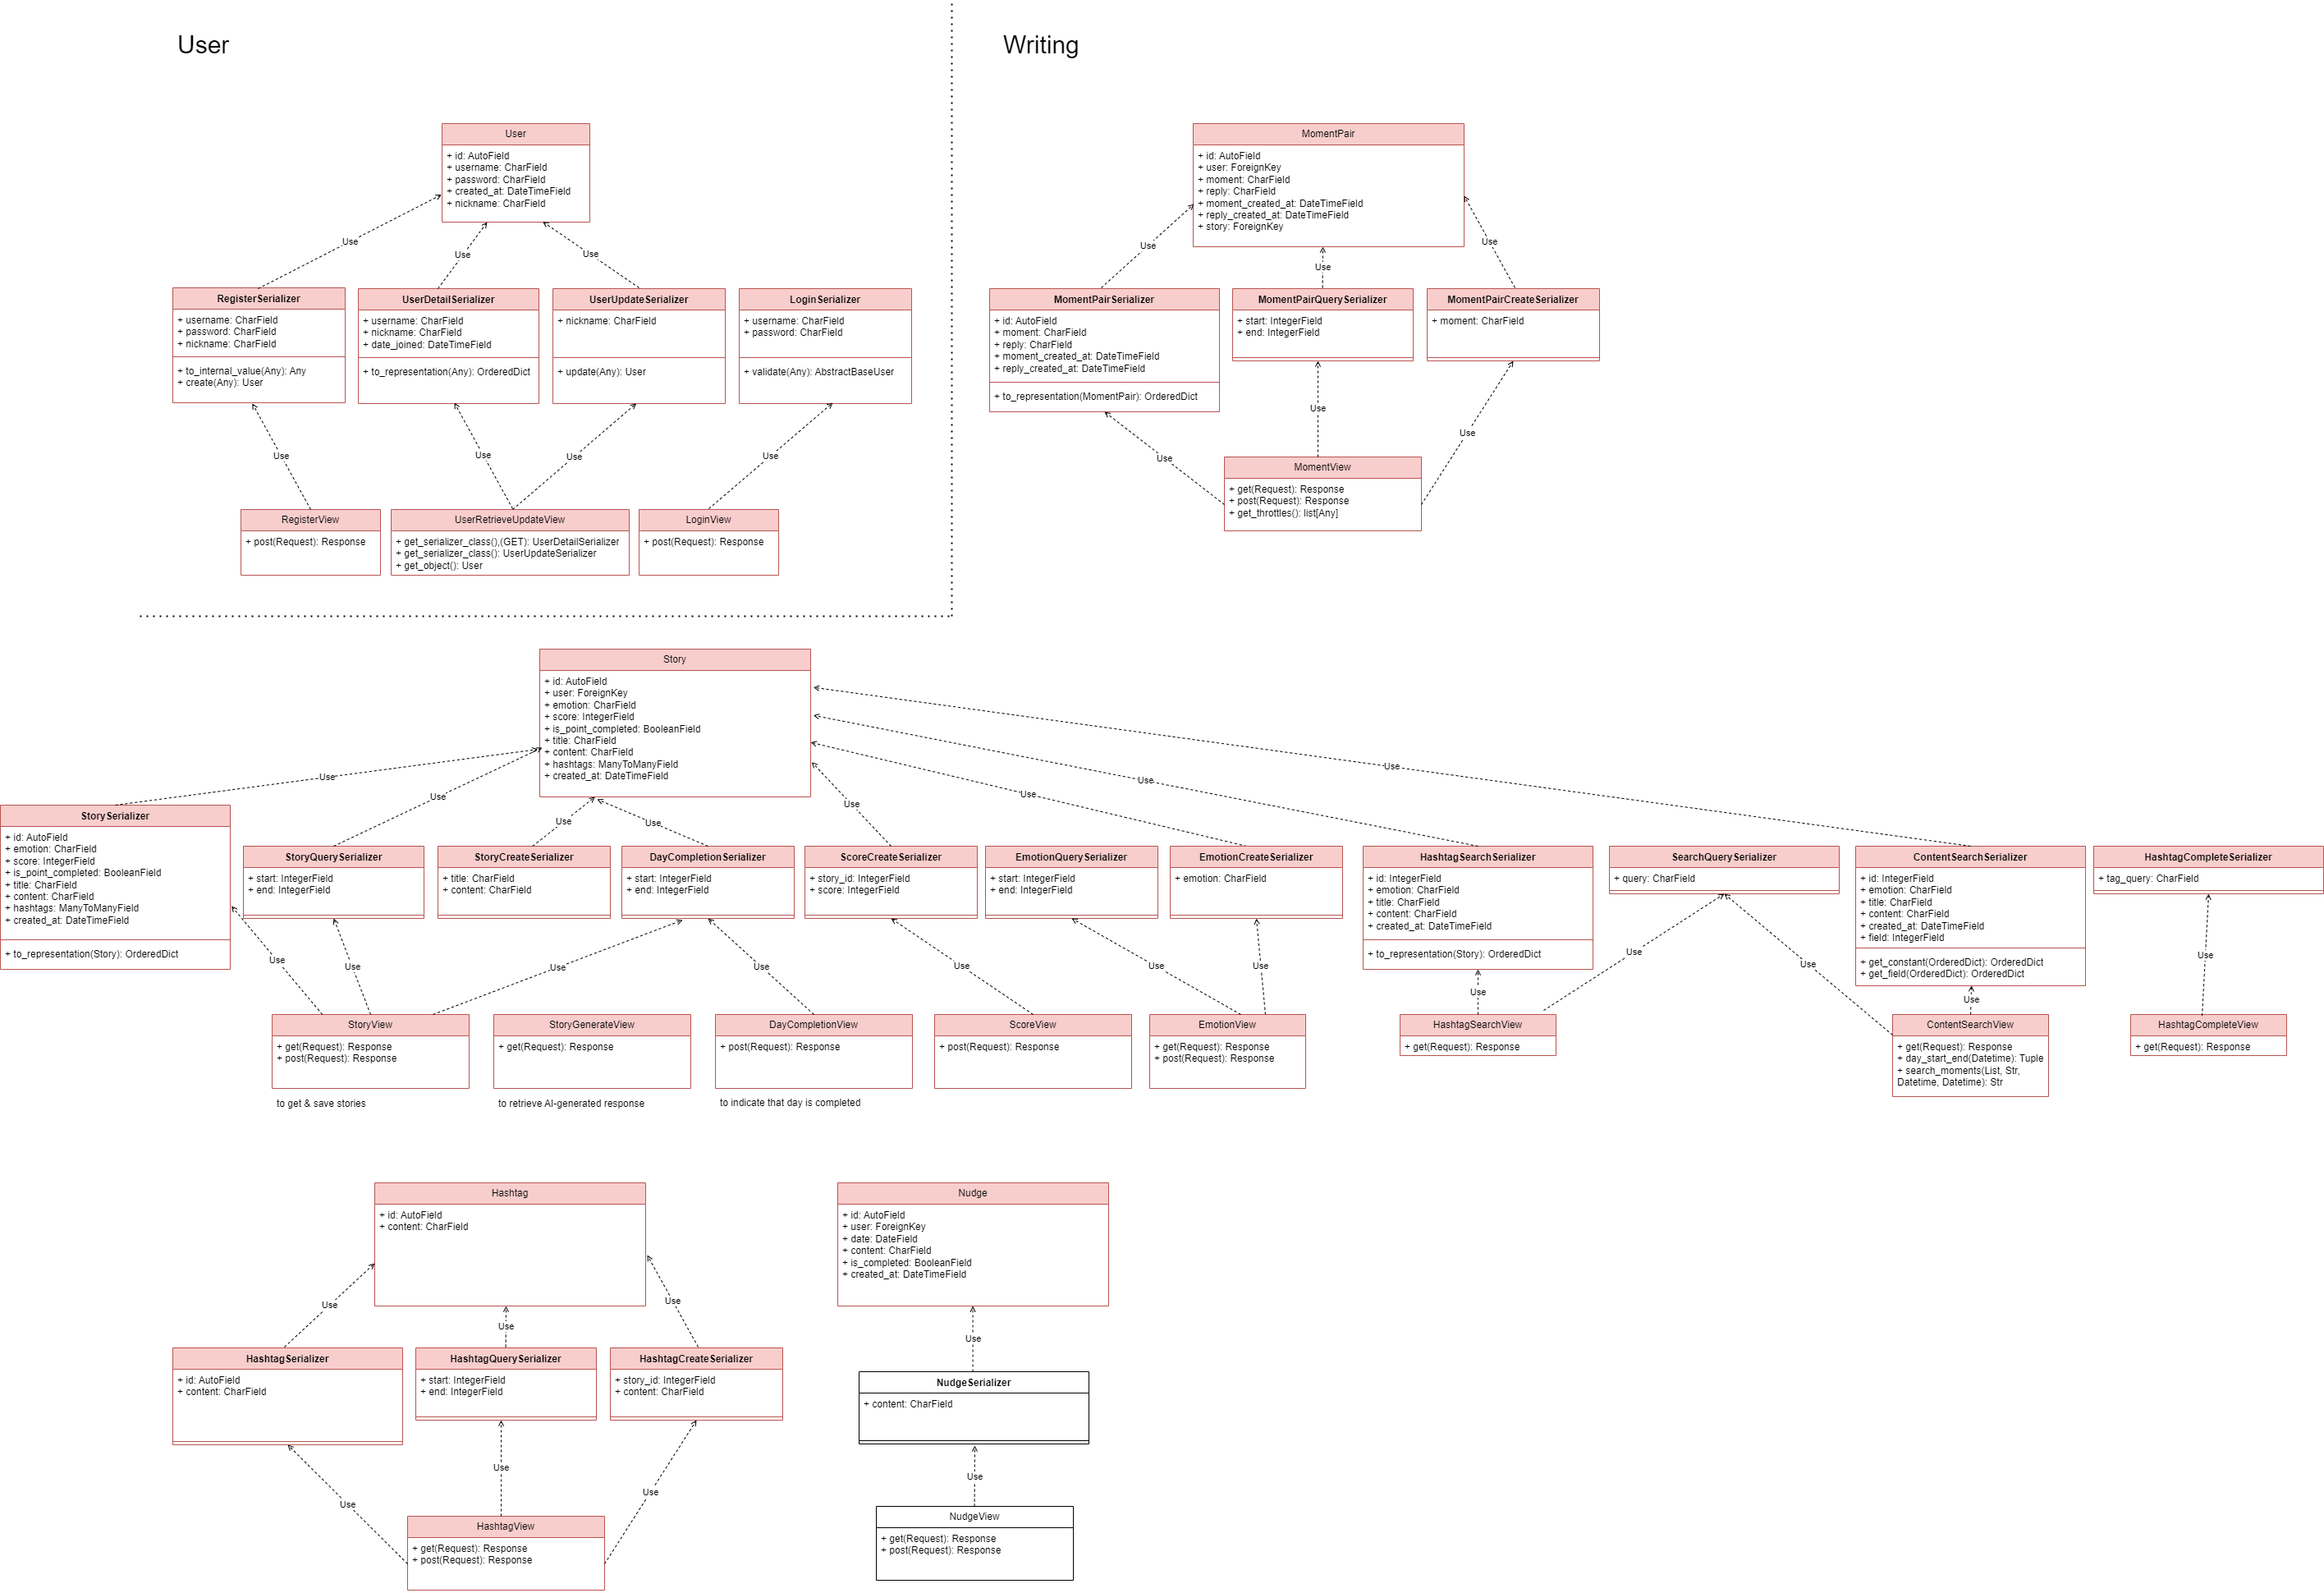 User
Writing
User
+ id: AutoField
+ username: CharField
+ password: CharField
+ created_at: DateTimeField
+ nickname: CharField
Use
Use
Use
RegisterSerializer
+ username: CharField
+ password: CharField
+ nickname: CharField
+ to_internal_value(Any): Any
+ create(Any): User
UserDetailSerializer
+ username: CharField
+ nickname: CharField
+ date_joined: DateTimeField
+ to_representation(Any): OrderedDict
UserUpdateSerializer
+ nickname: CharField
+ update(Any): User
LoginSerializer
+ username: CharField
+ password: CharField
+ validate(Any): AbstractBaseUser
Use
Use
Use
Use
RegisterView
+ post(Request): Response
UserRetrieveUpdateView
+ get_serializer_class(),(GET): UserDetailSerializer
+ get_serializer_class(): UserUpdateSerializer
+ get_object(): User
LoginView
+ post(Request): Response
MomentPair
+ id: AutoField
+ user: ForeignKey
+ moment: CharField
+ reply: CharField
+ moment_created_at: DateTimeField
+ reply_created_at: DateTimeField
+ story: ForeignKey
Use
Use
Use
MomentPairSerializer
+ id: AutoField
+ moment: CharField
+ reply: CharField
+ moment_created_at: DateTimeField
+ reply_created_at: DateTimeField
+ to_representation(MomentPair): OrderedDict
MomentPairQuerySerializer
+ start: IntegerField
+ end: IntegerField
MomentPairCreateSerializer
+ moment: CharField
Use
Use
Use
MomentView
+ get(Request): Response
+ post(Request): Response
+ get_throttles(): list[Any]
Story
+ id: AutoField
+ user: ForeignKey
+ emotion: CharField
+ score: IntegerField
+ is_point_completed: BooleanField
+ title: CharField
+ content: CharField
+ hashtags: ManyToManyField
+ created_at: DateTimeField
Use
Use
Use
Use
Use
Use
Use
Use
StorySerializer
+ id: AutoField
+ emotion: CharField
+ score: IntegerField
+ is_point_completed: BooleanField
+ title: CharField
+ content: CharField
+ hashtags: ManyToManyField
+ created_at: DateTimeField
+ to_representation(Story): OrderedDict
StoryQuerySerializer
+ start: IntegerField
+ end: IntegerField
StoryCreateSerializer
+ title: CharField
+ content: CharField
DayCompletionSerializer
+ start: IntegerField
+ end: IntegerField
ScoreCreateSerializer
+ story_id: IntegerField
+ score: IntegerField
EmotionQuerySerializer
+ start: IntegerField
+ end: IntegerField
EmotionCreateSerializer
+ emotion: CharField
HashtagSearchSerializer
+ id: IntegerField
+ emotion: CharField
+ title: CharField
+ content: CharField
+ created_at: DateTimeField
+ to_representation(Story): OrderedDict
SearchQuerySerializer
+ query: CharField
ContentSearchSerializer
+ id: IntegerField
+ emotion: CharField
+ title: CharField
+ content: CharField
+ created_at: DateTimeField
+ field: IntegerField
+ get_constant(OrderedDict): OrderedDict
+ get_field(OrderedDict): OrderedDict
HashtagCompleteSerializer
+ tag_query: CharField
Use
Use
Use
Use
Use
Use
Use
Use
Use
Use
Use
Use
StoryView
+ get(Request): Response
+ post(Request): Response
to get & save stories
StoryGenerateView
+ get(Request): Response
to retrieve AI-generated response
DayCompletionView
+ post(Request): Response
to indicate that day is completed
ScoreView
+ post(Request): Response
EmotionView
+ get(Request): Response
+ post(Request): Response
HashtagSearchView
+ get(Request): Response
ContentSearchView
+ get(Request): Response
+ day_start_end(Datetime): Tuple
+ search_moments(List, Str,
Datetime, Datetime): Str
HashtagCompleteView
+ get(Request): Response
Hashtag
+ id: AutoField
+ content: CharField
Use
Use
Use
HashtagSerializer
+ id: AutoField
+ content: CharField
HashtagQuerySerializer
+ start: IntegerField
+ end: IntegerField
HashtagCreateSerializer
+ story_id: IntegerField
+ content: CharField
Use
Use
Use
HashtagView
+ get(Request): Response
+ post(Request): Response
Nudge
+ id: AutoField
+ user: ForeignKey
+ date: DateField
+ content: CharField
+ is_completed: BooleanField
+ created_at: DateTimeField
Use
NudgeSerializer
+ content: CharField
Use
NudgeView
+ get(Request): Response
+ post(Request): Response